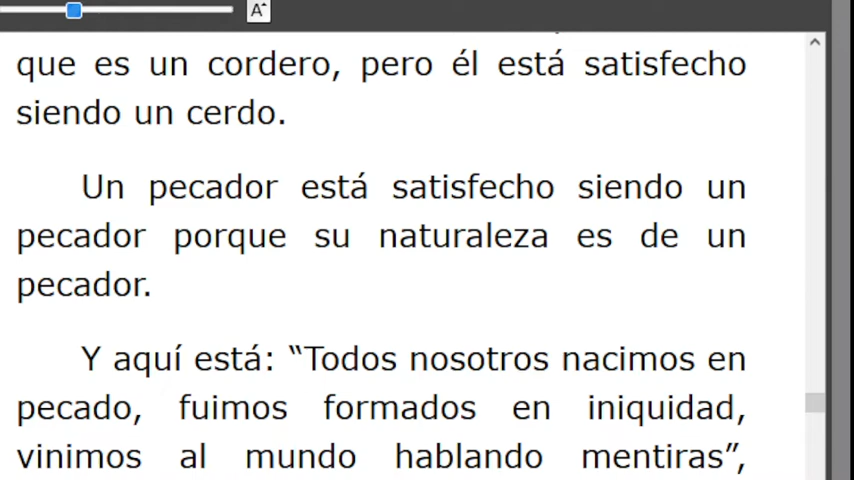 A
que es un cordero, pero él está satisfecho
siendo un cerdo.
Un pecador está satisfecho siendo un
pecador porque su naturaleza es de un
pecador.
Y aquí está: “Todos nosotros nacimos en
pecado, fuimos formados en iniquidad,
vinimos al mundo hablando mentiras”,